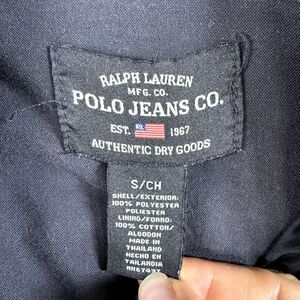 RALPH LAUREN
MFG. CO.
POLO JEANS CO.
RL
EST. 1967
AUTHENTIC DRY GOODS
S/CH
SHELL/EXTERIOR:
100% POLYESTER
POLIESTER
LINING/FORRO:
100% COTTON/
ALGODON
MADE IN
THAILAND
HECHO EN
TAILANDIA